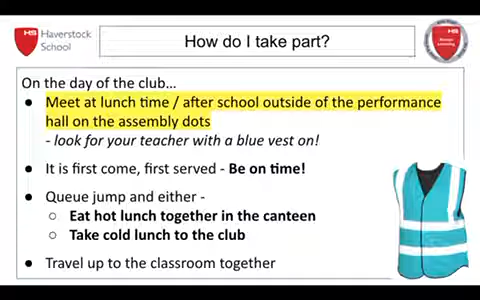 HS Haverstock
School
How do I take part?
HS
On the day of the club...
● Meet at lunch time / after school outside of the performance
hall on the assembly dots
- look for your teacher with a blue vest on!
● It is first come, first served - Be on time!
● Queue jump and either -
○ Eat hot lunch together in the canteen
○ Take cold lunch to the club
● Travel up to the classroom together